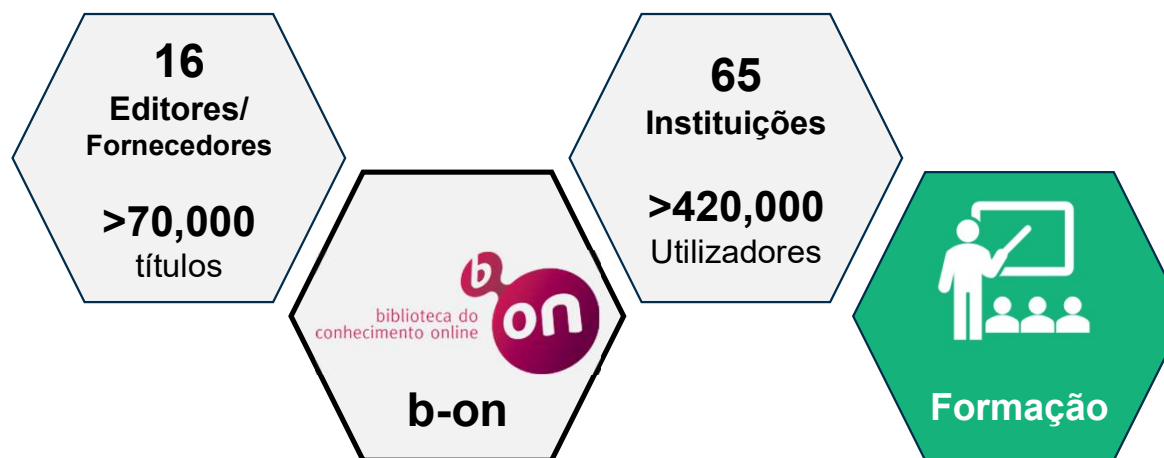 16
Editores/
Fornecedores
>70,000
títulos
b
on
biblioteca do
conhecimento online
b-on
65
Instituições
>420,000
Utilizadores
Formação